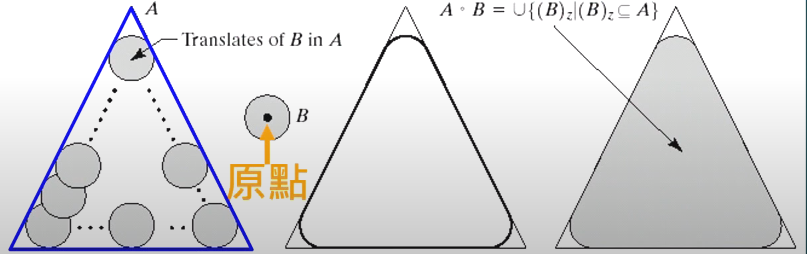 A
Translates of B in A
B
原點
A ∘ B = ∪{(B)z|(B)z ⊆ A}